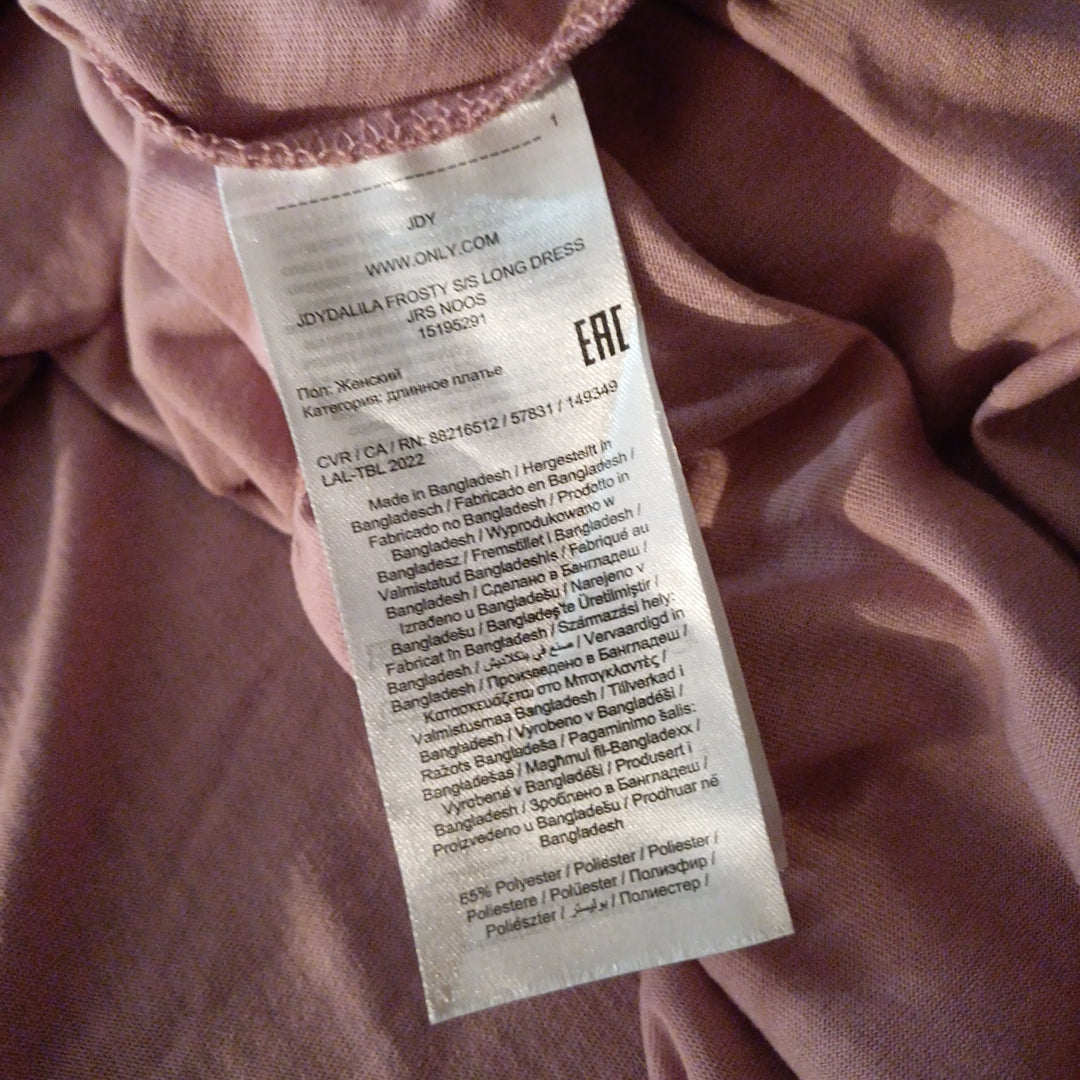 1
JDY
WWW.ONLY.COM
JDYDALILA FROSTY S/S LONG DRESS
JRS NOOS
15195291
EAC
Пол: Женский
Категория: длинное платье
CVR / CA / RN: 88216512 / 57831 / 149349
LAL-TBL 2022
Made in Bangladesh / Hergestellt in
Bangladesch / Fabricado en Bangladesh /
Fabricado no Bangladesh / Prodotto in
Bangladesh / Wyprodukowano w
Bangladesz / Fremstillet i Bangladesh /
Valmistatud Bangladeshis / Fabriqué au
Bangladesh / Сделано в Бангладеш /
Izrađeno u Bangladešu / Narejeno v
Bangladešu / Bangladeş'te Üretilmiştir /
Fabricat în Bangladesh / Származási hely:
Bangladesh / صنع في بنكلاديش / Vervaardigd in
Bangladesh / Произведено в Бангладеш /
Κατασκευάζεται στο Μπαγκλαντές /
Valmistusmaa Bangladesh / Tillverkad i
Bangladesh / Vyrobeno v Bangladéši /
Ražots Bangladeša / Pagaminimo šalis:
Bangladešas / Magħmul fil-Bangladexx /
Vyrobené v Bangladéši / Produsert i
Bangladesh / Зроблено в Бангладеш /
Proizvedeno u Bangladešu / Prodhuar në
Bangladesh
65% Polyester / Poliéster / Poliester /
Poliestere / Polüester / Полиэфир /
Poliészter / بوليستر / Полиестер /